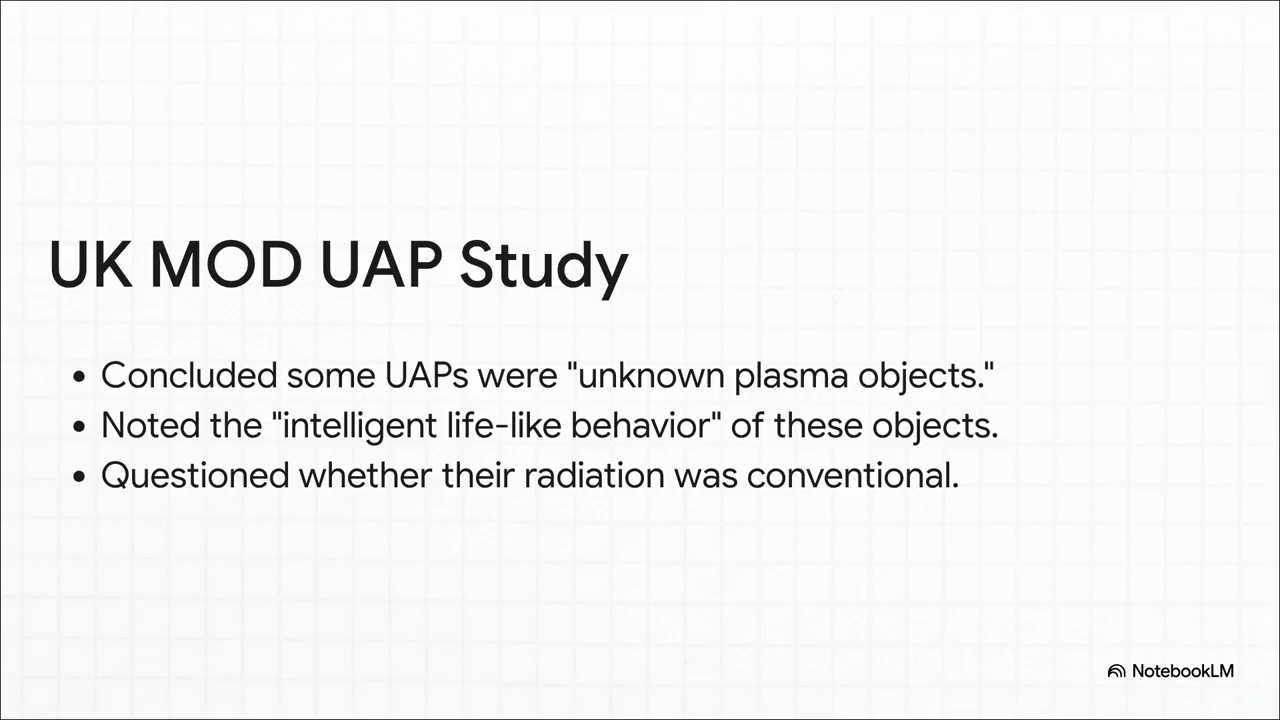 UK MOD UAP Study
• Concluded some UAPs were "unknown plasma objects."
• Noted the "intelligent life-like behavior" of these objects.
• Questioned whether their radiation was conventional.
NotebookLM